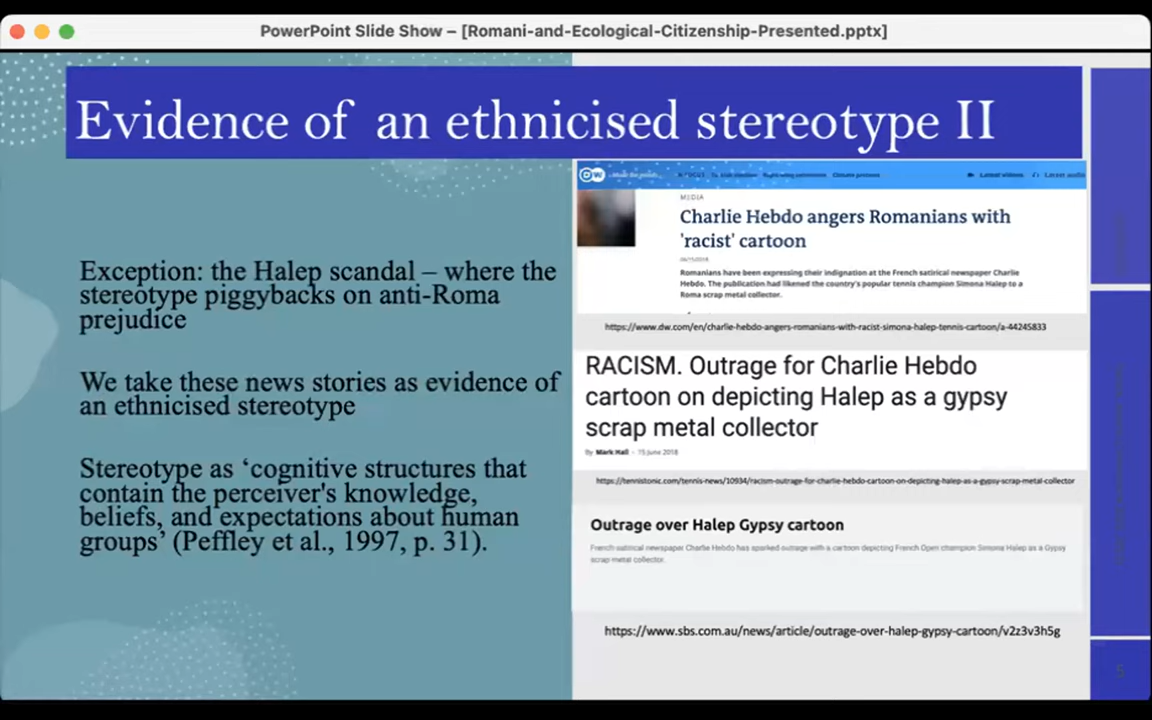 PowerPoint Slide Show – [Romani-and-Ecological-Citizenship-Presented.pptx]
Evidence of an ethnicised stereotype II
Exception: the Halep scandal – where the
stereotype piggybacks on anti-Roma
prejudice
We take these news stories as evidence of
an ethnicised stereotype
Stereotype as ‘cognitive structures that
contain the perceiver's knowledge,
beliefs, and expectations about human
groups’ (Peffley et al., 1997, p. 31).
DW
Latest videos
Latest audio
MEDIA
Charlie Hebdo angers Romanians with
'racist' cartoon
Romanians have been expressing their indignation at the French satirical newspaper Charlie
Hebdo. The publication had likened the country's popular tennis champion Simona Halep to a
Roma scrap metal collector.
https://www.dw.com/en/charlie-hebdo-angers-romanians-with-racist-simona-halep-tennis-cartoon/a-44245833
RACISM. Outrage for Charlie Hebdo
cartoon on depicting Halep as a gypsy
scrap metal collector
By Mark Hall - 15 June 2018
https://tennistonic.com/tennis-news/10934/racism-outrage-for-charlie-hebdo-cartoon-on-depicting-halep-as-a-gypsy-scrap-metal-collector
Outrage over Halep Gypsy cartoon
French satirical newspaper Charlie Hebdo has sparked outrage with a cartoon depicting French Open champion Simona Halep as a Gypsy
scrap metal collector.
https://www.sbs.com.au/news/article/outrage-over-halep-gypsy-cartoon/v2z3v3h5g
5